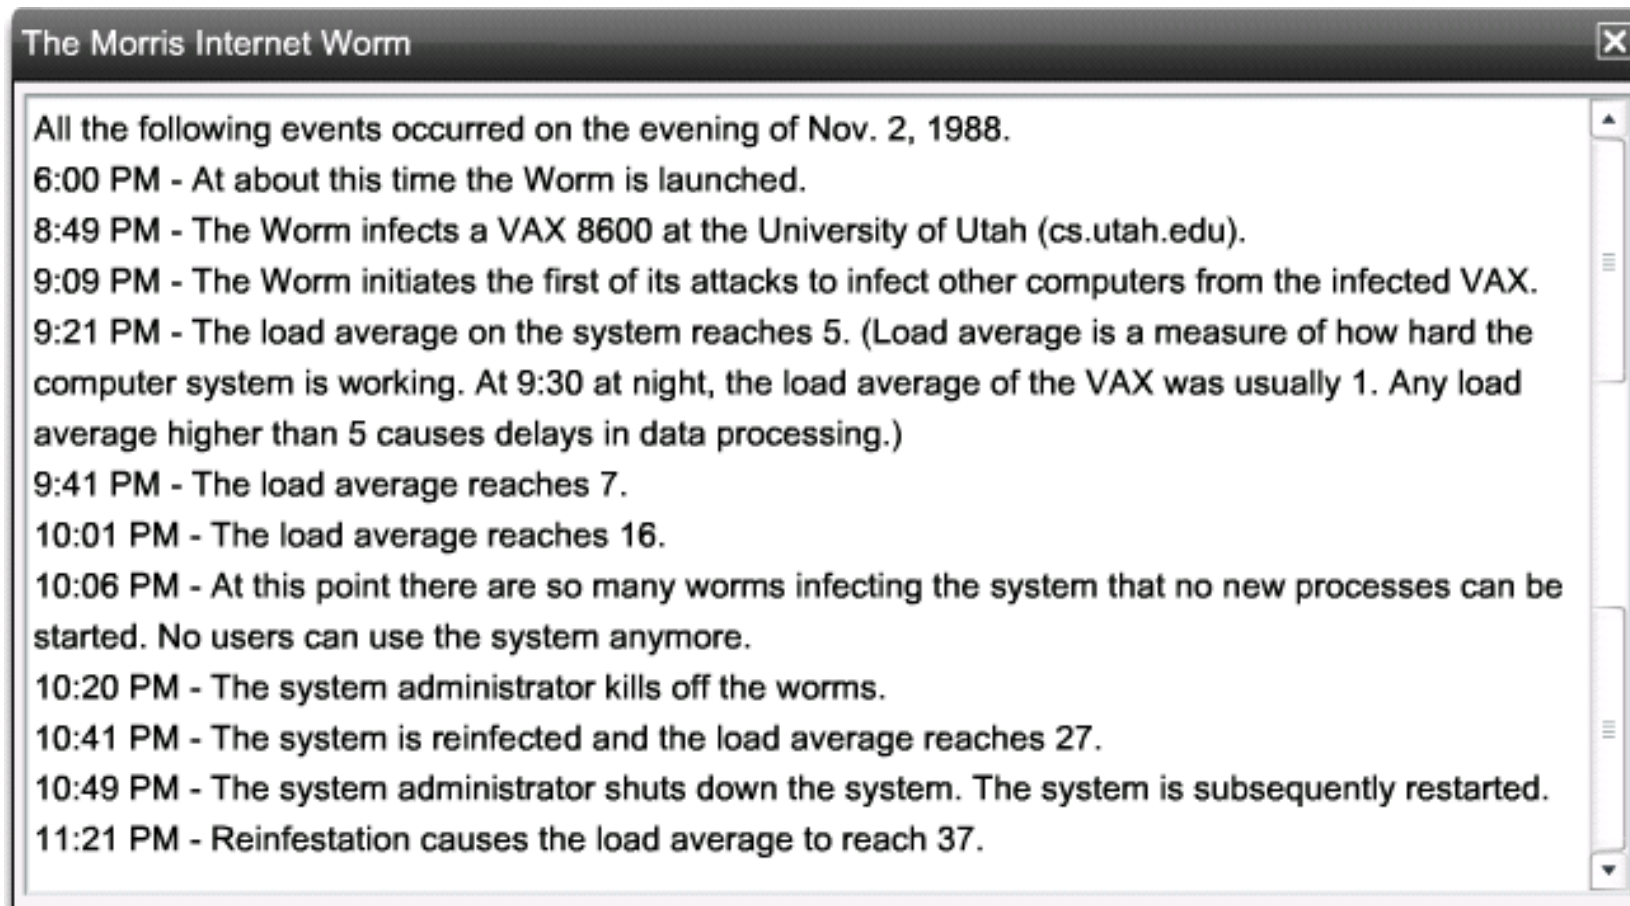 The Morris Internet Worm
All the following events occurred on the evening of Nov. 2, 1988.
6:00 PM - At about this time the Worm is launched.
8:49 PM - The Worm infects a VAX 8600 at the University of Utah (cs.utah.edu).
9:09 PM - The Worm initiates the first of its attacks to infect other computers from the infected VAX.
9:21 PM - The load average on the system reaches 5. (Load average is a measure of how hard the
computer system is working. At 9:30 at night, the load average of the VAX was usually 1. Any load
average higher than 5 causes delays in data processing.)
9:41 PM - The load average reaches 7.
10:01 PM - The load average reaches 16.
10:06 PM - At this point there are so many worms infecting the system that no new processes can be
started. No users can use the system anymore.
10:20 PM - The system administrator kills off the worms.
10:41 PM - The system is reinfected and the load average reaches 27.
10:49 PM - The system administrator shuts down the system. The system is subsequently restarted.
11:21 PM - Reinfestation causes the load average to reach 37.